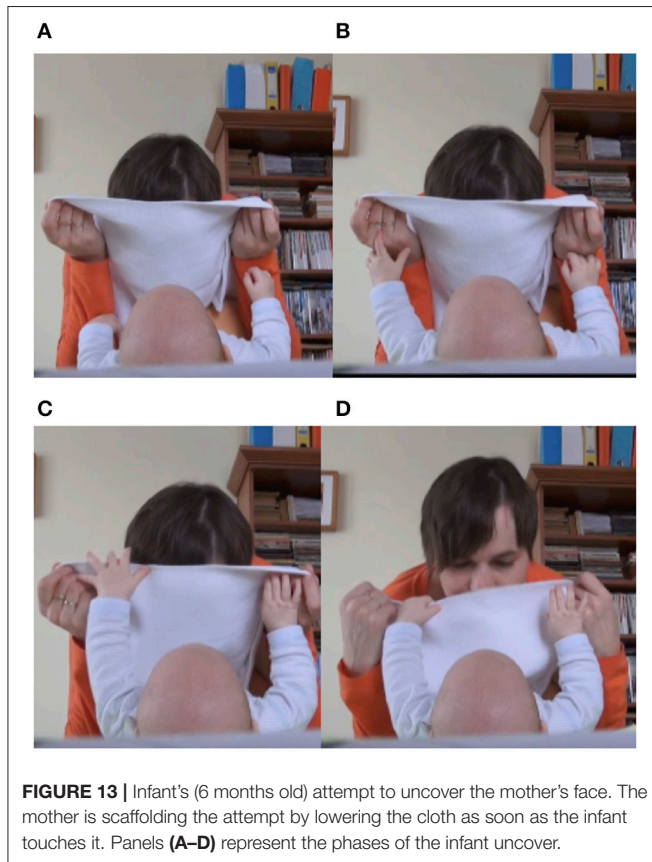 A B
C D
FIGURE 13 | Infant's (6 months old) attempt to uncover the mother's face. The
mother is scaffolding the attempt by lowering the cloth as soon as the infant
touches it. Panels (A–D) represent the phases of the infant uncover.